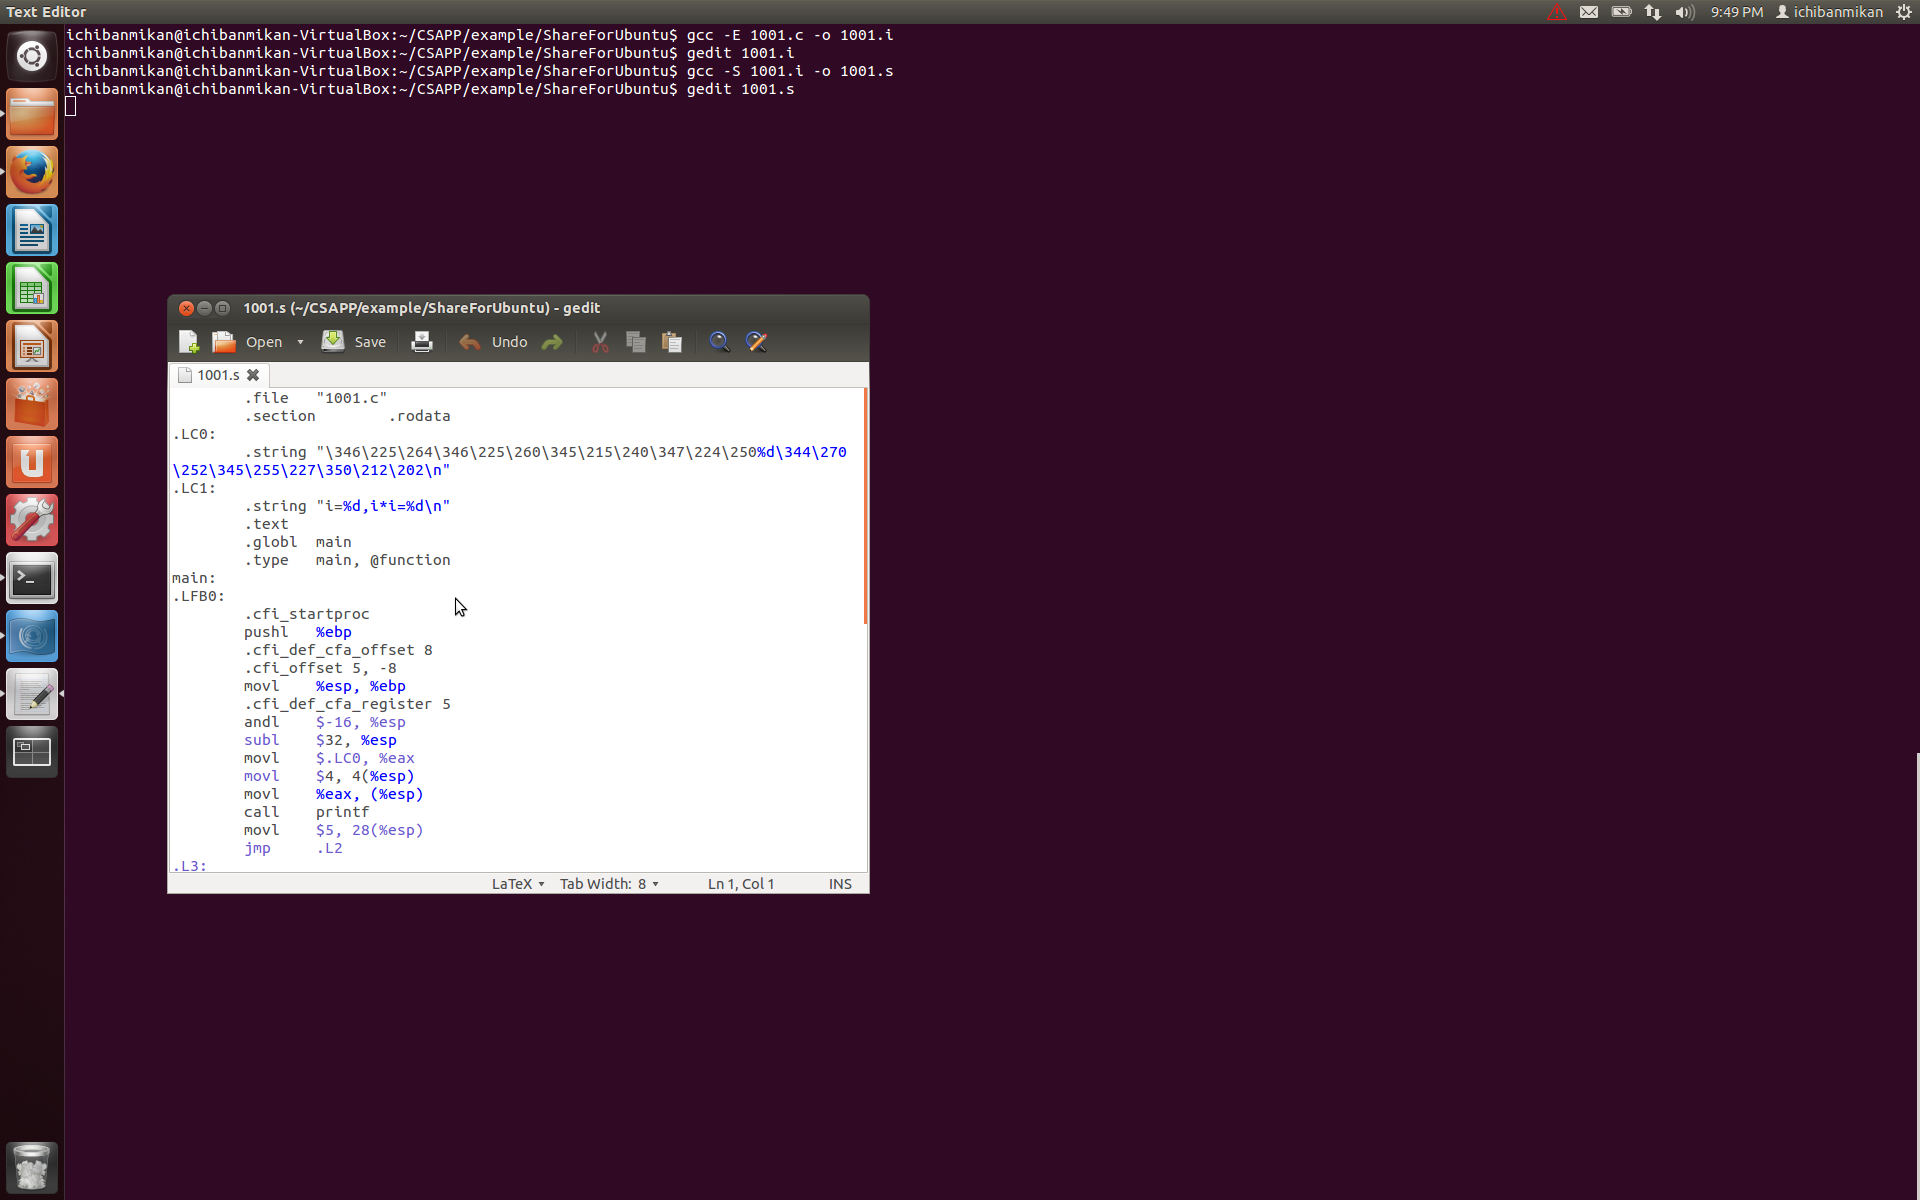 Text Editor
9:49 PM ichibanmikan
ichibanmikan@ichibanmikan-VirtualBox:~/CSAPP/example/ShareForUbuntu$ gcc -E 1001.c -o 1001.i
ichibanmikan@ichibanmikan-VirtualBox:~/CSAPP/example/ShareForUbuntu$ gedit 1001.i
ichibanmikan@ichibanmikan-VirtualBox:~/CSAPP/example/ShareForUbuntu$ gcc -S 1001.i -o 1001.s
ichibanmikan@ichibanmikan-VirtualBox:~/CSAPP/example/ShareForUbuntu$ gedit 1001.s
1001.s (~/CSAPP/example/ShareForUbuntu) - gedit
Open Save Undo
1001.s
.file "1001.c"
.section .rodata
.LC0:
.string "\346\225\264\346\225\260\345\215\240\347\224\250%d\344\270
\252\345\255\227\350\212\202\n"
.LC1:
.string "i=%d,i*i=%d\n"
.text
.globl main
.type main, @function
main:
.LFB0:
.cfi_startproc
pushl %ebp
.cfi_def_cfa_offset 8
.cfi_offset 5, -8
movl %esp, %ebp
.cfi_def_cfa_register 5
andl $-16, %esp
subl $32, %esp
movl $.LC0, %eax
movl $4, 4(%esp)
movl %eax, (%esp)
call printf
movl $5, 28(%esp)
jmp .L2
.L3:
LaTeX Tab Width: 8 Ln 1, Col 1 INS